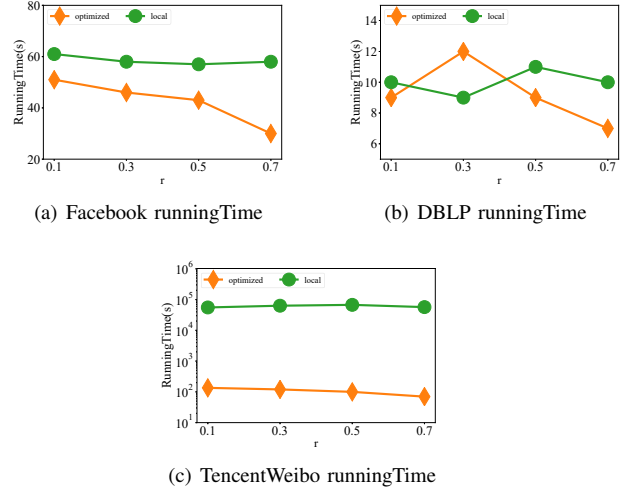 optimized local
80
60
40
20
RunningTime(s)
0.1 0.3 0.5 0.7
r
(a) Facebook runningTime
optimized local
14
12
10
8
6
RunningTime(s)
0.1 0.3 0.5 0.7
r
(b) DBLP runningTime
optimized local
10^6
10^5
10^4
10^3
10^2
10^1
RunningTime(s)
0.1 0.3 0.5 0.7
r
(c) TencentWeibo runningTime